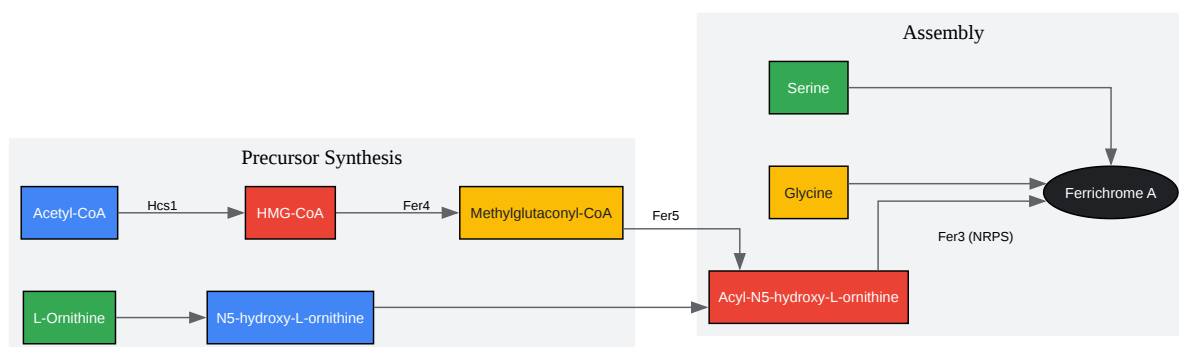 Assembly
Serine
Precursor Synthesis
Acetyl-CoA
Hcs1
HMG-CoA
Fer4
Methylglutaconyl-CoA
Fer5
Glycine
Ferrichrome A
Fer3 (NRPS)
L-Ornithine
N5-hydroxy-L-ornithine
Acyl-N5-hydroxy-L-ornithine